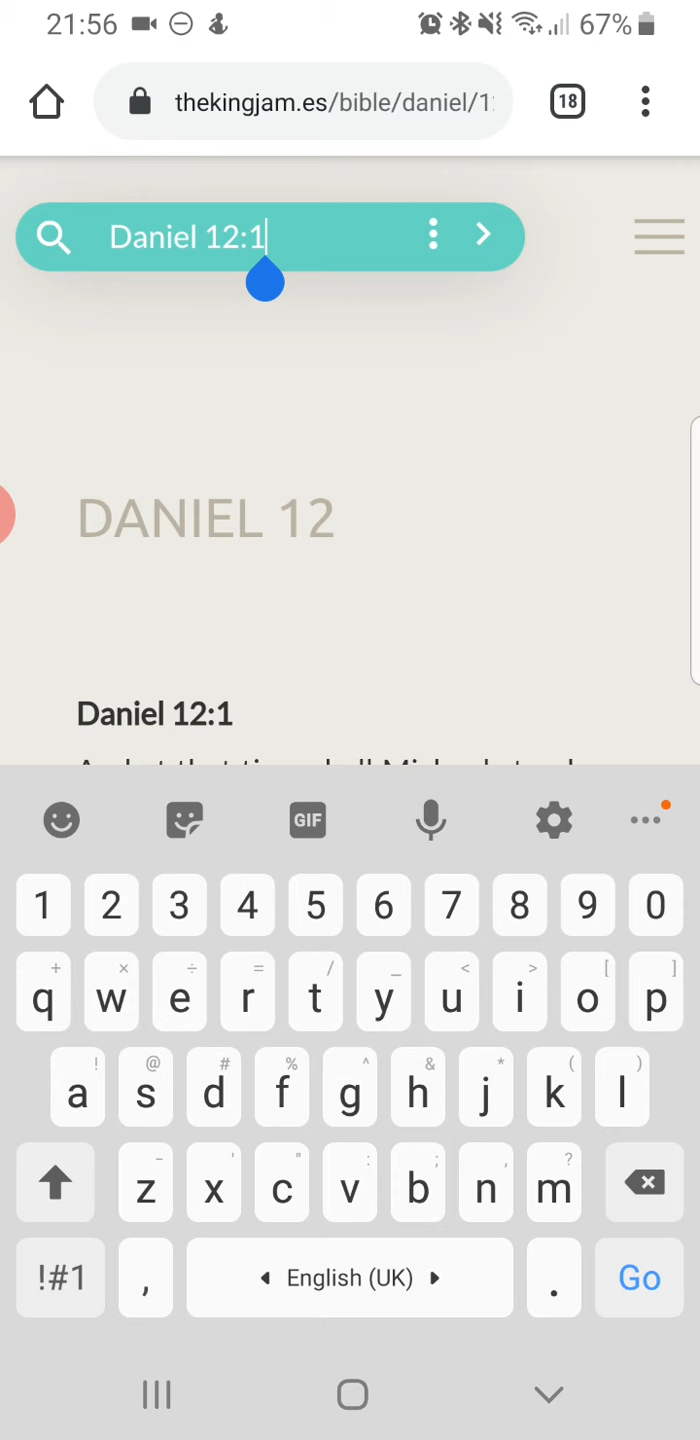 21:56 67%
thekingjam.es/bible/daniel/1 18
Daniel 12:1
DANIEL 12
Daniel 12:1
GIF
1 2 3 4 5 6 7 8 9 0
+ × ÷ = / _ < > [ ]
q w e r t y u i o p
! @ # % ^ & * ( )
a s d f g h j k l
- ' " : ; , ?
z x c v b n m
!#1 , English (UK) . Go